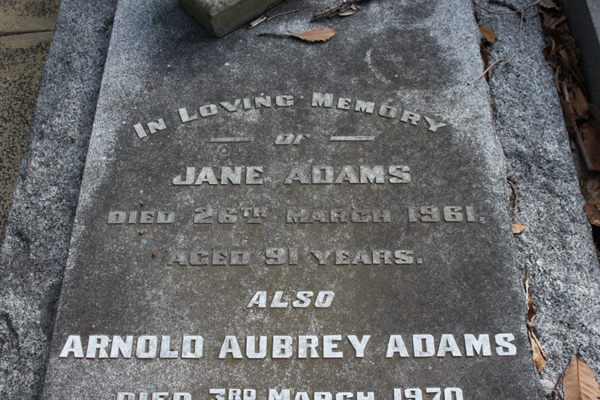 IN LOVING MEMORY
OF
JANE ADAMS
DIED 26TH MARCH 1961.
AGED 91 YEARS.
ALSO
ARNOLD AUBREY ADAMS
DIED 3RD MARCH 1970